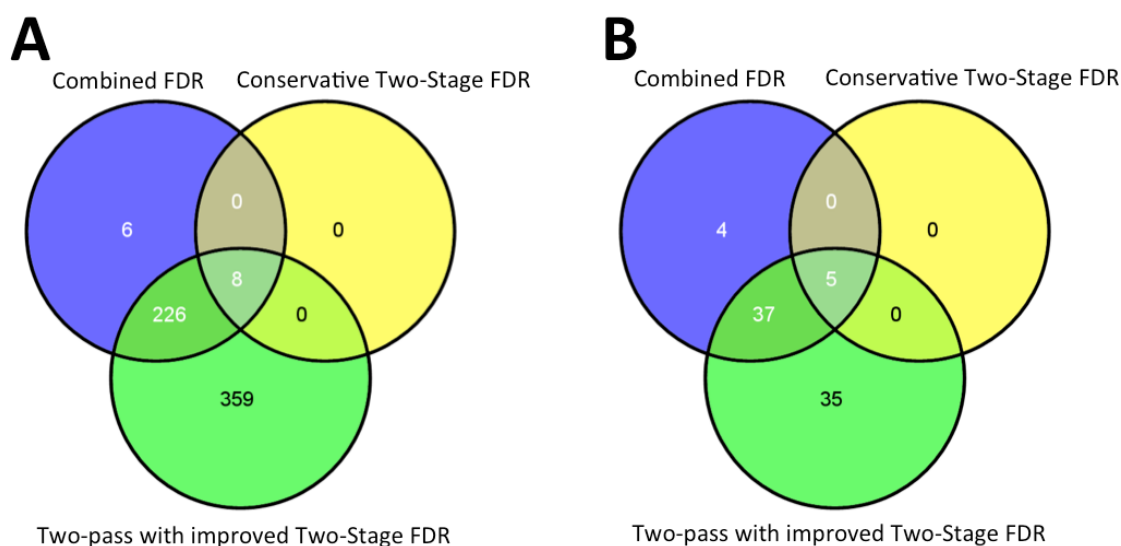 A
Combined FDR
Conservative Two-Stage FDR
6
0
0
8
226
0
359
Two-pass with improved Two-Stage FDR
B
Combined FDR
Conservative Two-Stage FDR
4
0
0
5
37
0
35
Two-pass with improved Two-Stage FDR